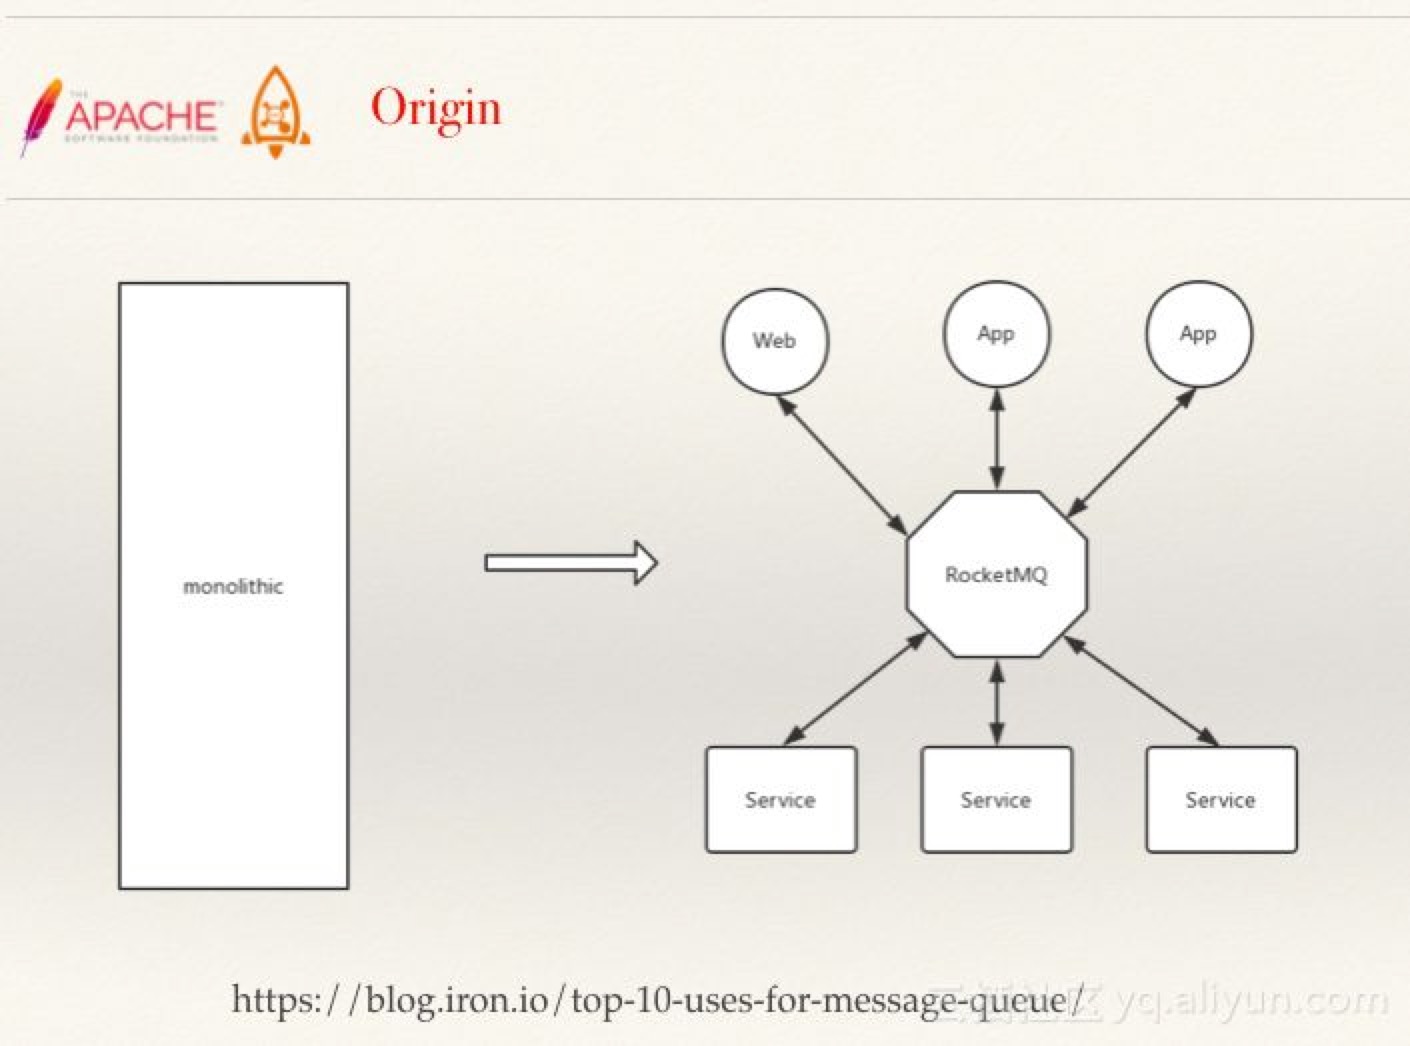 THE
APACHE
SOFTWARE FOUNDATION
Origin
monolithic
Web
App
App
RocketMQ
Service
Service
Service
https://blog.iron.io/top-10-uses-for-message-queue/
云栖社区 yq.aliyun.com